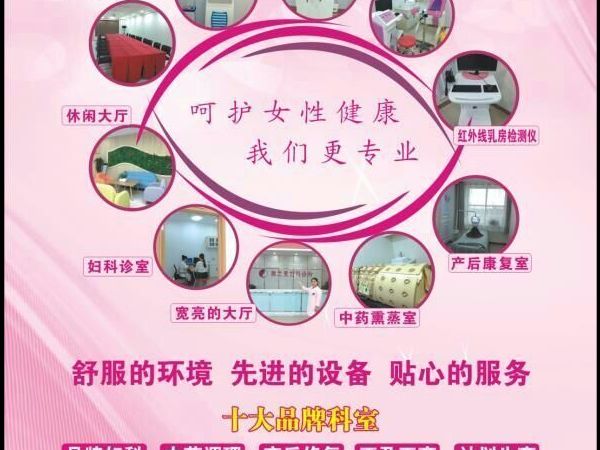 呵护女性健康
我们更专业
休闲大厅
红外线乳房检测仪
妇科诊室
产后康复室
宽亮的大厅
中药熏蒸室
舒服的环境 先进的设备 贴心的服务
十大品牌科室